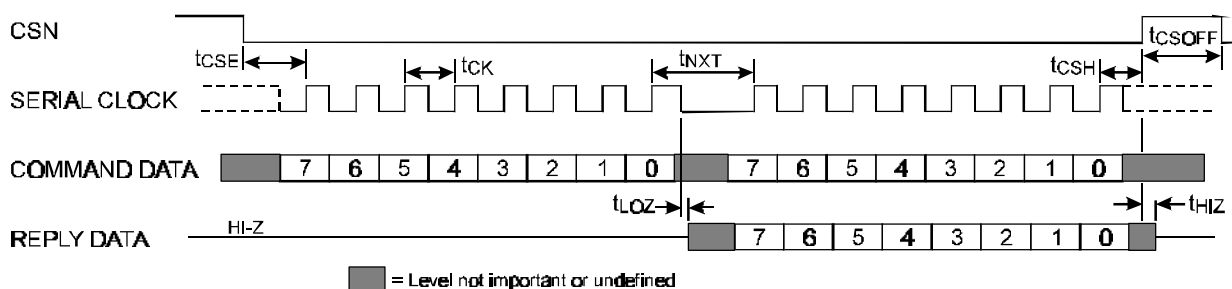 CSN
tCSOFF
tCSE
tCK
tNXT
tCSH
SERIAL CLOCK
COMMAND DATA
7 6 5 4 3 2 1 0 7 6 5 4 3 2 1 0
tLOZ
tHIZ
REPLY DATA
HI-Z
7 6 5 4 3 2 1 0
= Level not important or undefined